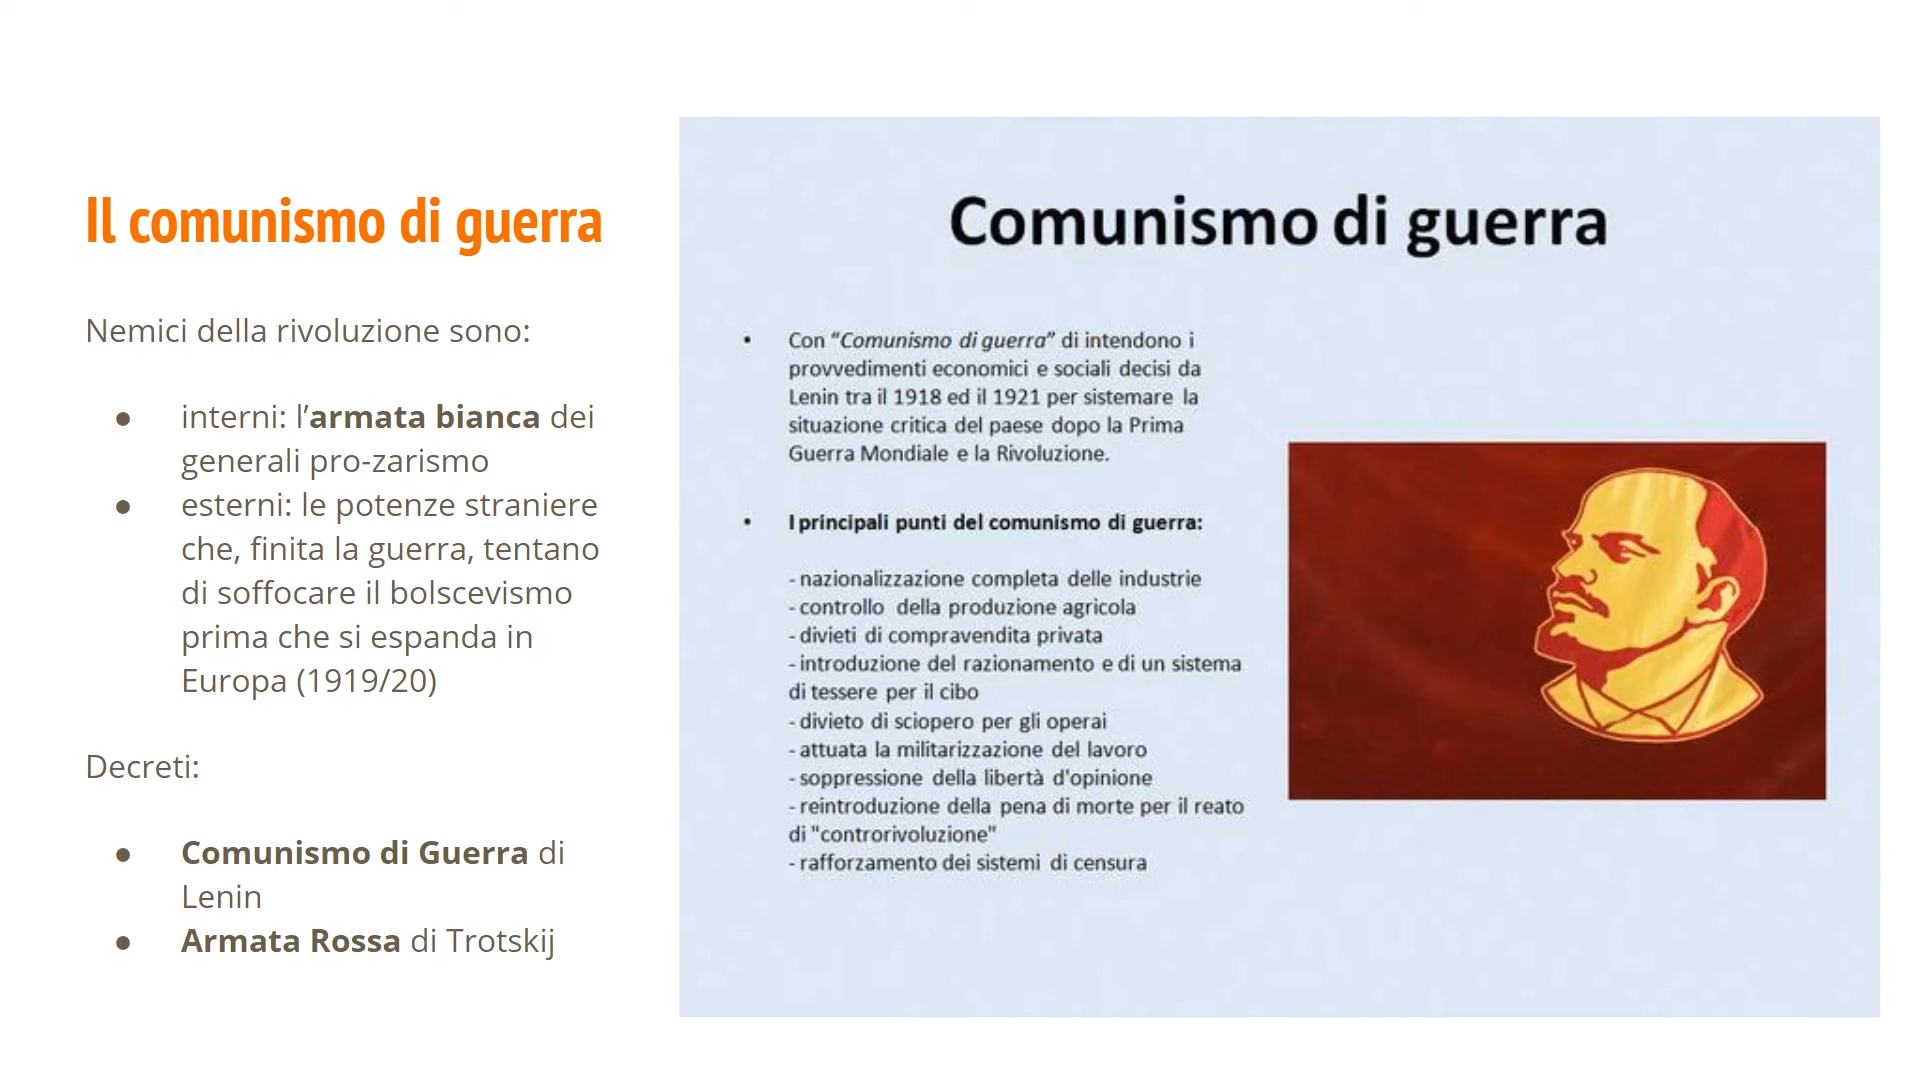 Il comunismo di guerra
Nemici della rivoluzione sono:
● interni: l’armata bianca dei
generali pro-zarismo
● esterni: le potenze straniere
che, finita la guerra, tentano
di soffocare il bolscevismo
prima che si espanda in
Europa (1919/20)
Decreti:
● Comunismo di Guerra di
Lenin
● Armata Rossa di Trotskij
Comunismo di guerra
• Con “Comunismo di guerra” di intendono i
provvedimenti economici e sociali decisi da
Lenin tra il 1918 ed il 1921 per sistemare la
situazione critica del paese dopo la Prima
Guerra Mondiale e la Rivoluzione.
• I principali punti del comunismo di guerra:
- nazionalizzazione completa delle industrie
- controllo della produzione agricola
- divieti di compravendita privata
- introduzione del razionamento e di un sistema
di tessere per il cibo
- divieto di sciopero per gli operai
- attuata la militarizzazione del lavoro
- soppressione della libertà d'opinione
- reintroduzione della pena di morte per il reato
di "controrivoluzione"
- rafforzamento dei sistemi di censura